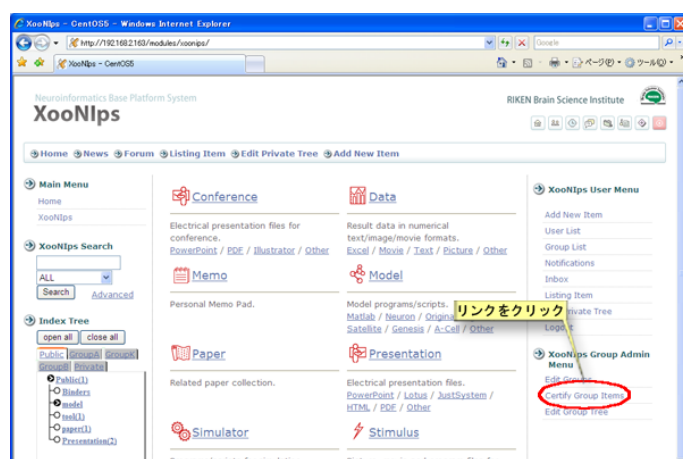 XooNIps - CentOS5 - Windows Internet Explorer
http://192.168.2.163/modules/xoonips/
Google
XooNIps - CentOS5
ページ(P)
ツール(O)
Neuroinformatics Base Platform System
XooNIps
RIKEN Brain Science Institute
Home News Forum Listing Item Edit Private Tree Add New Item
Main Menu
Home
XooNIps
XooNIps Search
ALL
Search Advanced
Index Tree
open all close all
Public GroupA GroupK
GroupB Private
Public(1)
Binders
model
tool(1)
paper(1)
Presentation(2)
Conference
Electrical presentation files for
conference.
PowerPoint / PDF / Illustrator / Other
Data
Result data in numerical
text/image/movie formats.
Excel / Movie / Text / Picture / Other
Memo
Personal Memo Pad.
Model
Model programs/scripts.
Matlab / Neuron /
Satellite / Genesis / A-Cell / Other
Paper
Related paper collection.
Presentation
Electrical presentation files.
PowerPoint / Lotus / JustSystem /
HTML / PDF / Other
Simulator
Stimulus
XooNIps User Menu
Add New Item
User List
Group List
Notifications
Inbox
Listing Item
リンクをクリック
Private Tree
Logout
XooNIps Group Admin
Menu
Edit Groups
Certify Group Items
Edit Group Tree